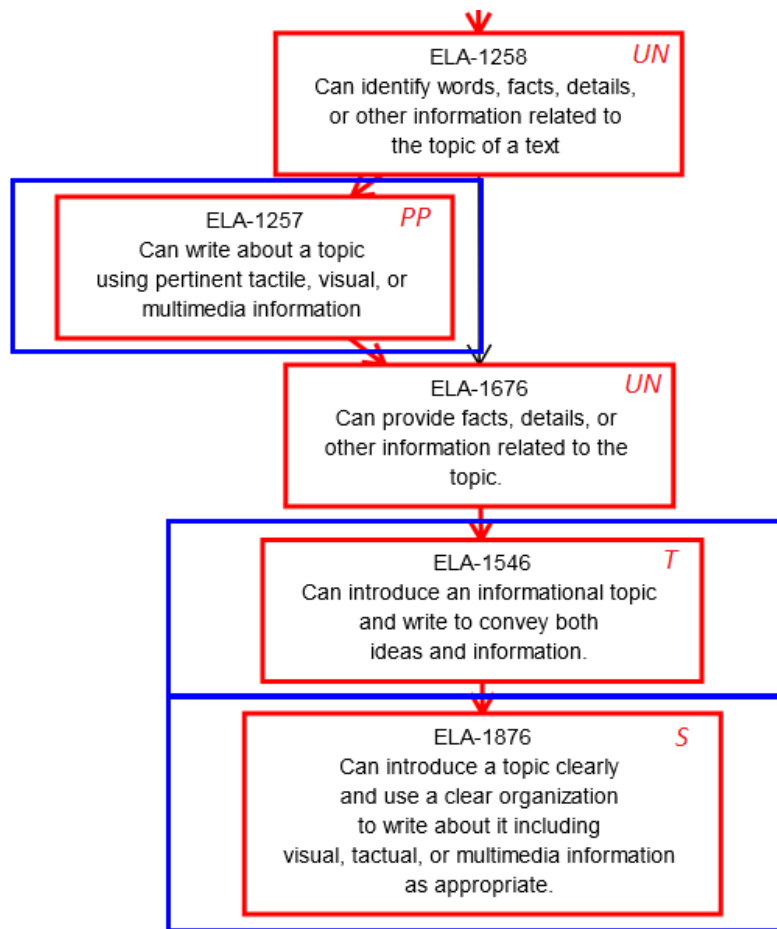 ELA-1258 UN
Can identify words, facts, details,
or other information related to
the topic of a text
ELA-1257 PP
Can write about a topic
using pertinent tactile, visual, or
multimedia information
ELA-1676 UN
Can provide facts, details, or
other information related to the
topic.
ELA-1546 T
Can introduce an informational topic
and write to convey both
ideas and information.
ELA-1876 S
Can introduce a topic clearly
and use a clear organization
to write about it including
visual, tactual, or multimedia information
as appropriate.